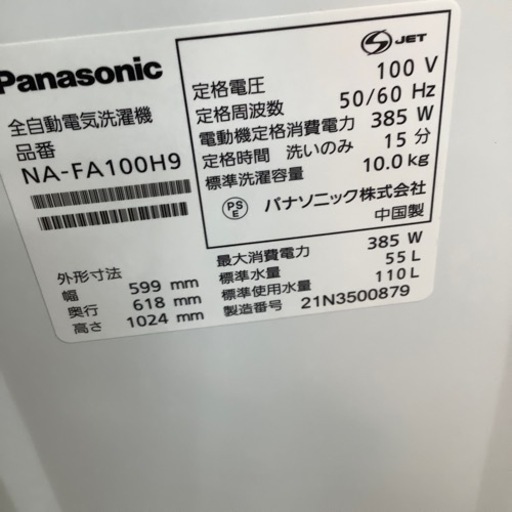 Panasonic
全自動電気洗濯機
品番
NA-FA100H9
外形寸法
幅 599 mm
奥行 618 mm
高さ 1024 mm
S JET
定格電圧 100 V
定格周波数 50/60 Hz
電動機定格消費電力 385 W
定格時間 洗いのみ 15 分
標準洗濯容量 10.0 kg
PS
E
パナソニック株式会社
中国製
最大消費電力 385 W
標準水量 55 L
標準使用水量 110 L
製造番号 21N3500879